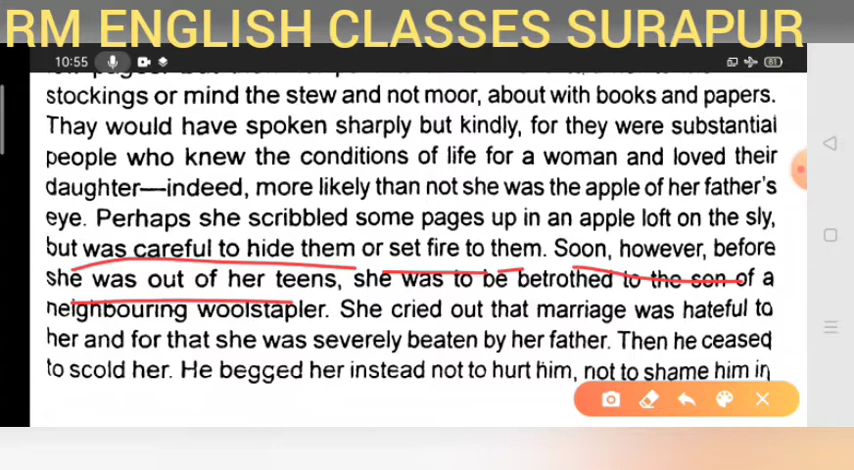 RM ENGLISH CLASSES SURAPUR
10:55
81
stockings or mind the stew and not moor, about with books and papers.
Thay would have spoken sharply but kindly, for they were substantial
people who knew the conditions of life for a woman and loved their
daughter—indeed, more likely than not she was the apple of her father's
eye. Perhaps she scribbled some pages up in an apple loft on the sly,
but was careful to hide them or set fire to them. Soon, however, before
she was out of her teens, she was to be betrothed to the son of a
neighbouring woolstapler. She cried out that marriage was hateful to
her and for that she was severely beaten by her father. Then he ceased
to scold her. He begged her instead not to hurt him, not to shame him in